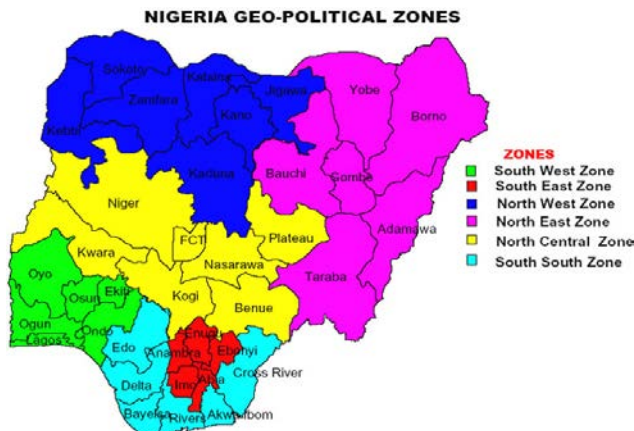 NIGERIA GEO-POLITICAL ZONES
Sokoto
Katsina
Zamfara
Jigawa
Yobe
Kano
Borno
Kebbi
Kaduna
Bauchi
Gombe
Niger
Adamawa
FCT
Plateau
Kwara
Nasarawa
Taraba
Oyo
Kogi
Benue
Ekiti
Osun
Ogun
Ondo
Lagos
Edo
Enugu
Anambra
Ebonyi
Cross River
Delta
Imo
Abia
Bayelsa
Rivers
AkwaIbom
ZONES
South West Zone
South East Zone
North West Zone
North East Zone
North Central Zone
South South Zone